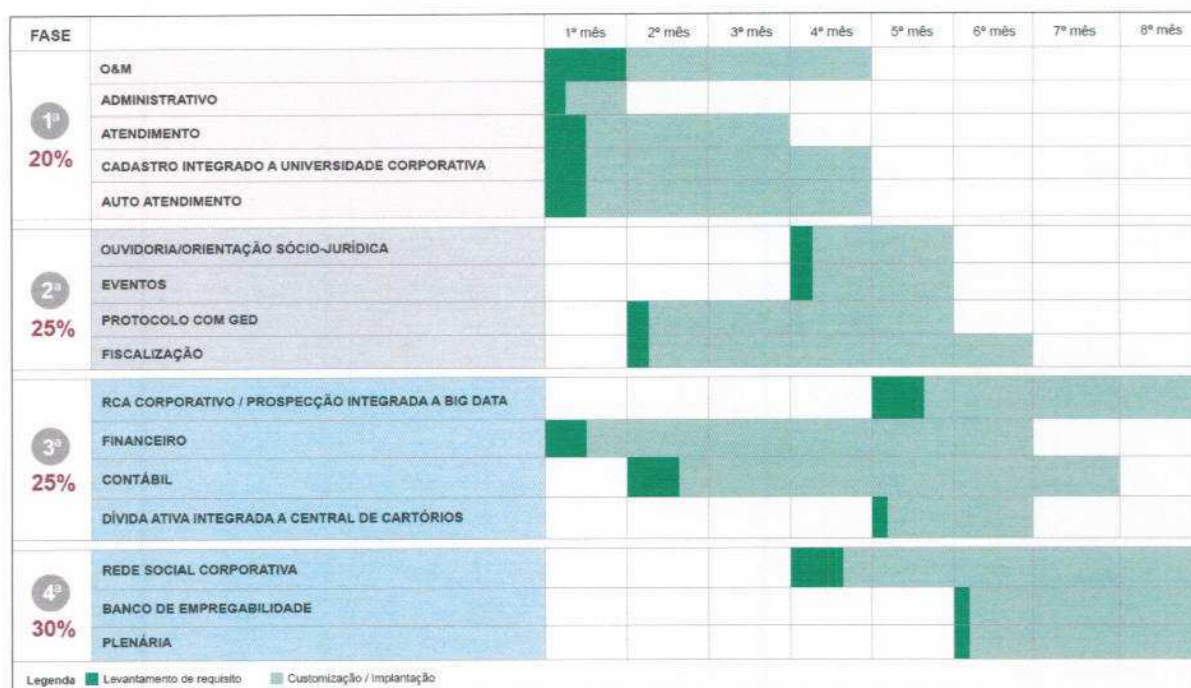 FASE 1º mês 2º mês 3º mês 4º mês 5º mês 6º mês 7º mês 8º mês
1ª
20%
O&M
ADMINISTRATIVO
ATENDIMENTO
CADASTRO INTEGRADO A UNIVERSIDADE CORPORATIVA
AUTO ATENDIMENTO
2ª
25%
OUVIDORIA/ORIENTAÇÃO SÓCIO-JURÍDICA
EVENTOS
PROTOCOLO COM GED
FISCALIZAÇÃO
3ª
25%
RCA CORPORATIVO / PROSPECÇÃO INTEGRADA A BIG DATA
FINANCEIRO
CONTÁBIL
DÍVIDA ATIVA INTEGRADA A CENTRAL DE CARTÓRIOS
4ª
30%
REDE SOCIAL CORPORATIVA
BANCO DE EMPREGABILIDADE
PLENÁRIA
Legenda Levantamento de requisito Customização / Implantação